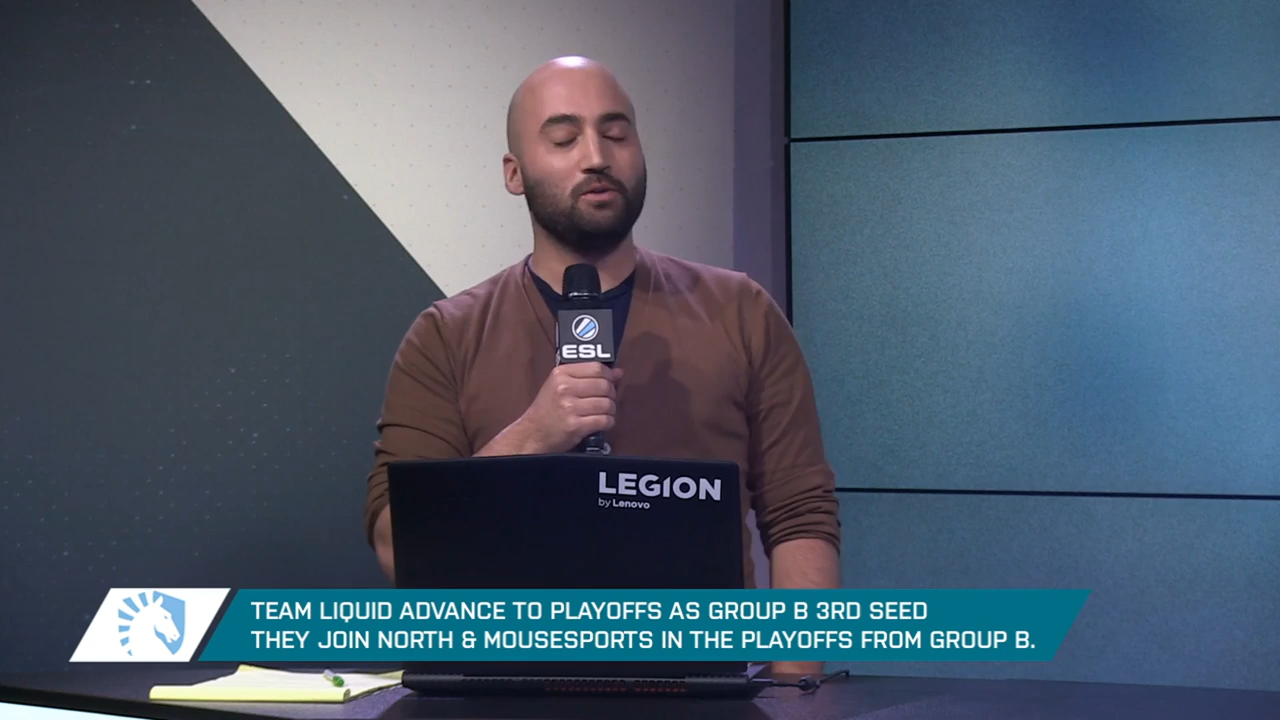 ESL
LEGION
by Lenovo
TEAM LIQUID ADVANCE TO PLAYOFFS AS GROUP B 3RD SEED
THEY JOIN NORTH & MOUSESPORTS IN THE PLAYOFFS FROM GROUP B.